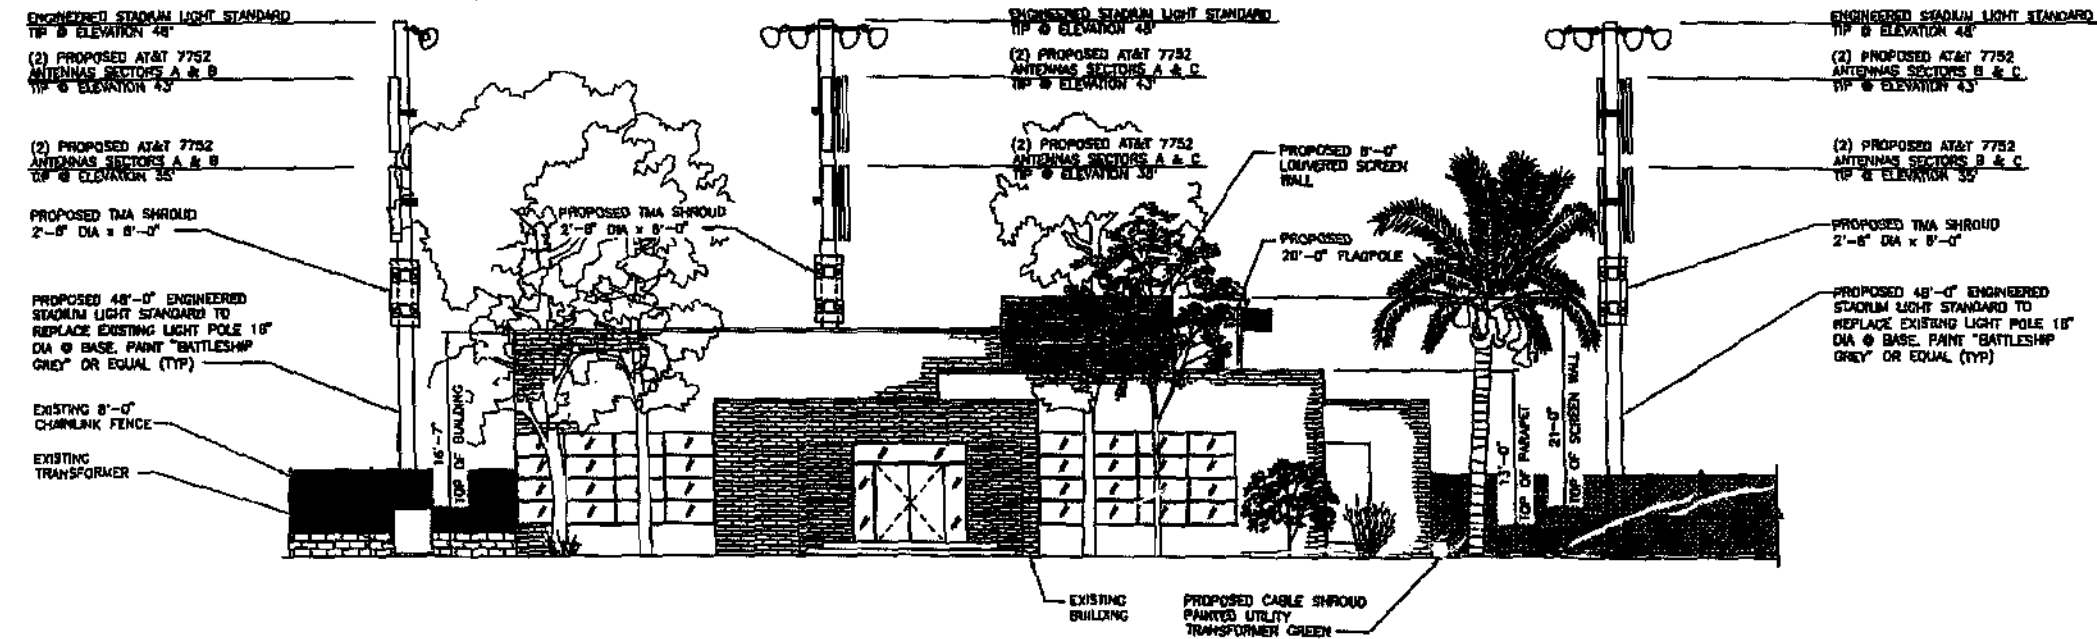 ENGINEERED STADIUM LIGHT STANDARD
TIP @ ELEVATION 48'
(2) PROPOSED AT&T 7752
ANTENNAS SECTORS A & B
TIP @ ELEVATION 43'
(2) PROPOSED AT&T 7752
ANTENNAS SECTORS A & B
TIP @ ELEVATION 35'
PROPOSED TMA SHROUD
2'-6" DIA x 6'-0"
PROPOSED 48'-0" ENGINEERED
STADIUM LIGHT STANDARD TO
REPLACE EXISTING LIGHT POLE 18"
DIA @ BASE. PAINT "BATTLESHIP
GREY" OR EQUAL (TYP)
EXISTING 8'-0"
CHAINLINK FENCE
EXISTING
TRANSFORMER
16'-7"
TOP OF BUILDING
PROPOSED TMA SHROUD
2'-6" DIA x 6'-0"
ENGINEERED STADIUM LIGHT STANDARD
TIP @ ELEVATION 48'
(2) PROPOSED AT&T 7752
ANTENNAS SECTORS A & C
TIP @ ELEVATION 43'
(2) PROPOSED AT&T 7752
ANTENNAS SECTORS A & C
TIP @ ELEVATION 35'
PROPOSED 8'-0"
LOUVERED SCREEN
WALL
PROPOSED
20'-0" FLAGPOLE
13'-0"
TOP OF PARAPET
21'-0"
TOP OF SCREEN WALL
EXISTING
BUILDING
PROPOSED CABLE SHROUD
PAINTED UTILITY
TRANSFORMER GREEN
ENGINEERED STADIUM LIGHT STANDARD
TIP @ ELEVATION 48'
(2) PROPOSED AT&T 7752
ANTENNAS SECTORS B & C
TIP @ ELEVATION 43'
(2) PROPOSED AT&T 7752
ANTENNAS SECTORS B & C
TIP @ ELEVATION 35'
PROPOSED TMA SHROUD
2'-6" DIA x 6'-0"
PROPOSED 48'-0" ENGINEERED
STADIUM LIGHT STANDARD TO
REPLACE EXISTING LIGHT POLE 18"
DIA @ BASE. PAINT "BATTLESHIP
GREY" OR EQUAL (TYP)